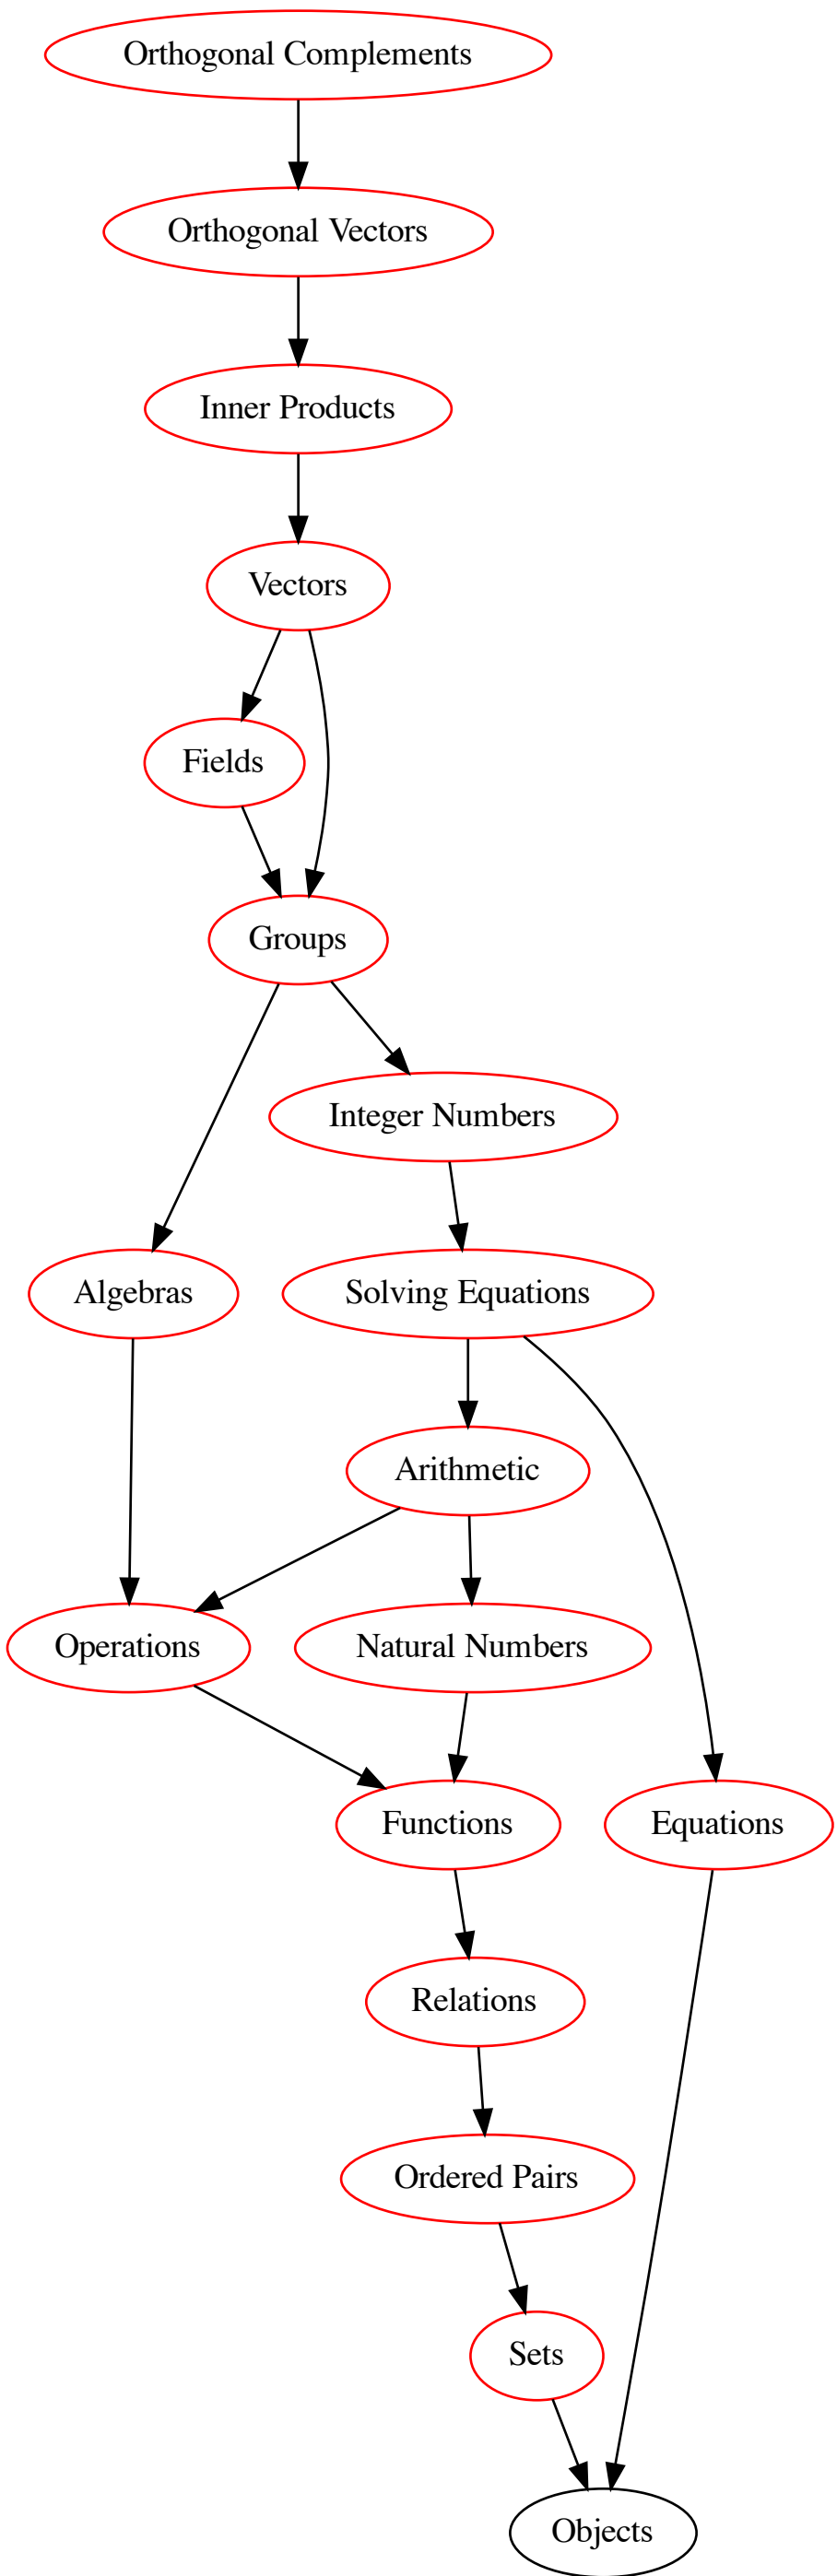 Orthogonal Complements
Orthogonal Vectors
Inner Products
Vectors
Fields
Groups
Integer Numbers
Algebras
Solving Equations
Arithmetic
Operations
Natural Numbers
Functions
Equations
Relations
Ordered Pairs
Sets
Objects